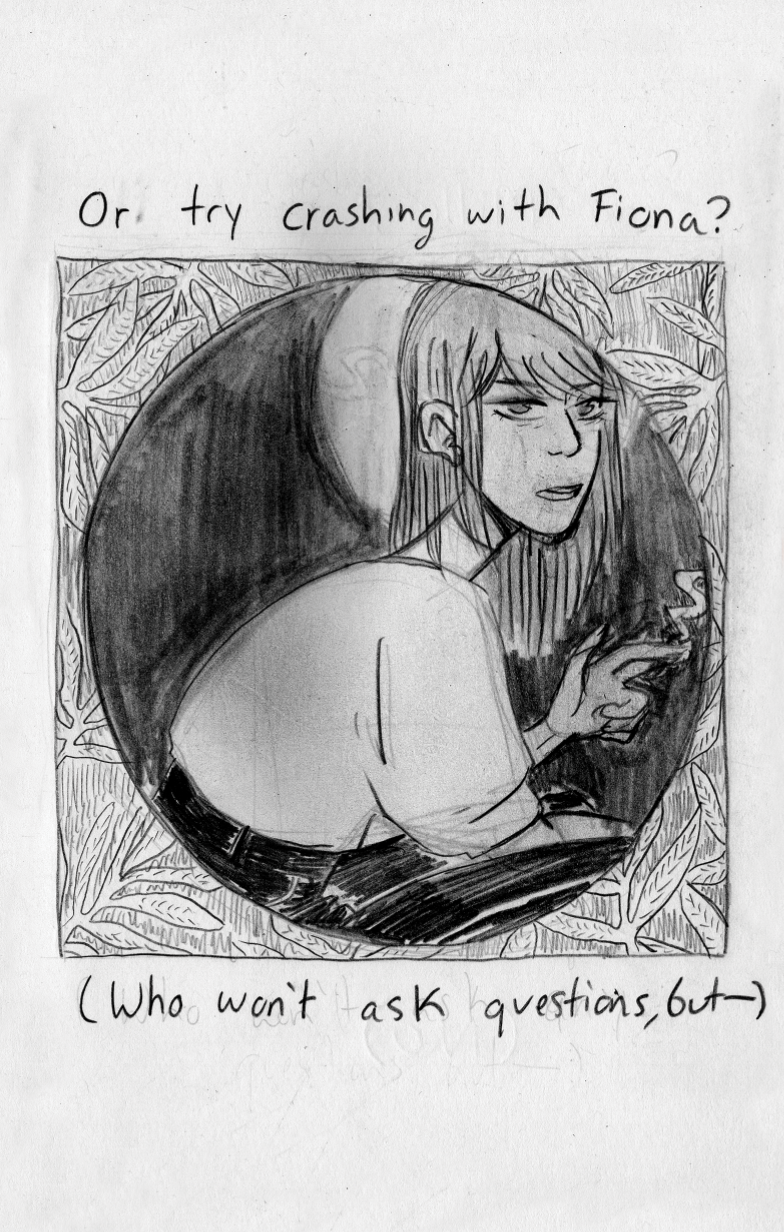 Or try crashing with Fiona?
(Who won't ask questions, but—)